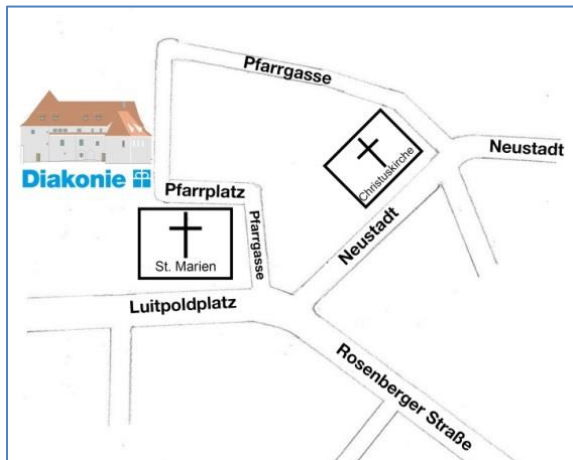 Pfarrgasse
Neustadt
Christuskirche
Diakonie
Pfarrplatz
Pfarrgasse
Neustadt
St. Marien
Luitpoldplatz
Rosenberger Straße